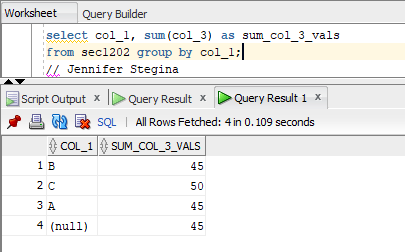 Worksheet Query Builder
select col_1, sum(col_3) as sum_col_3_vals
from sec1202 group by col_1;
// Jennifer Stegina
Script Output x Query Result x Query Result 1 x
SQL | All Rows Fetched: 4 in 0.109 seconds
COL_1 SUM_COL_3_VALS
1 B 45
2 C 50
3 A 45
4 (null) 45